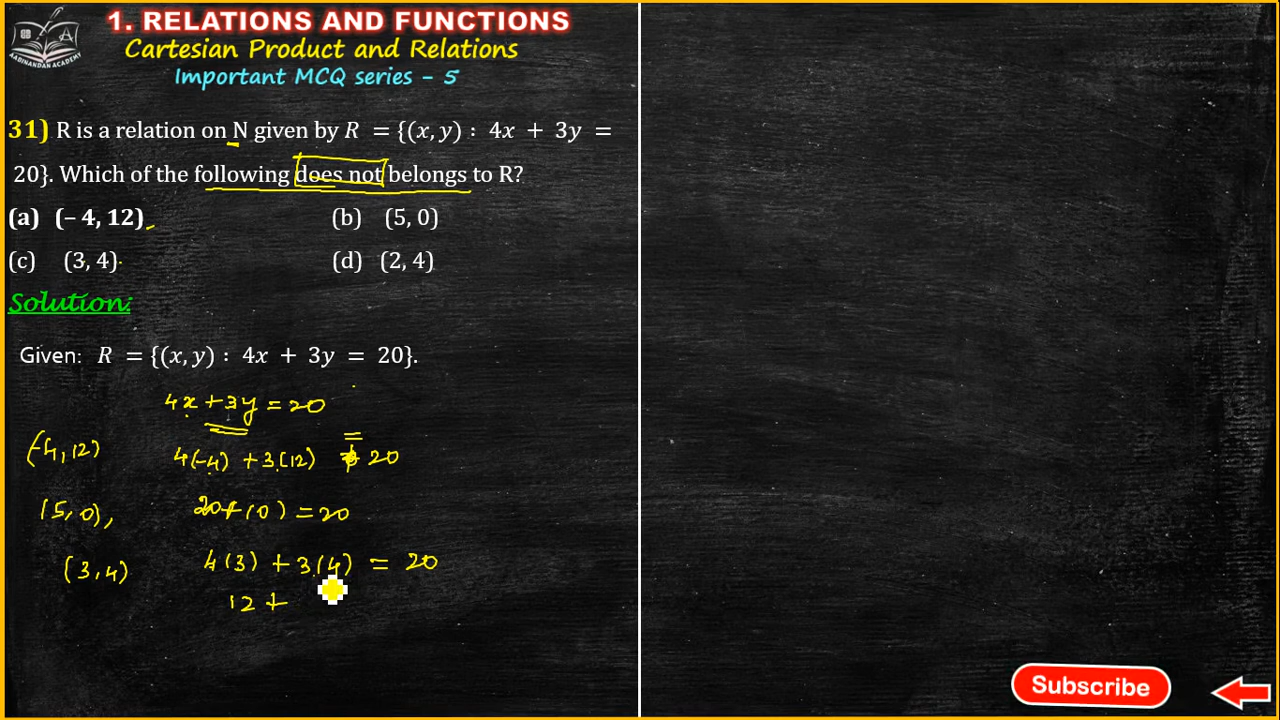 AADINANDAN ACADEMY
1. RELATIONS AND FUNCTIONS
Cartesian Product and Relations
Important MCQ series - 5
31) R is a relation on N given by R = {(x, y) : 4x + 3y =
20}. Which of the following does not belongs to R?
(a) (– 4, 12) (b) (5, 0)
(c) (3, 4) (d) (2, 4)
Solution:
Given: R = {(x, y) : 4x + 3y = 20}.
4x + 3y = 20
(-4, 12) 4(-4) + 3(12) = 20
(5, 0), 20 + (0) = 20
(3, 4) 4(3) + 3(4) = 20
12 +
Subscribe